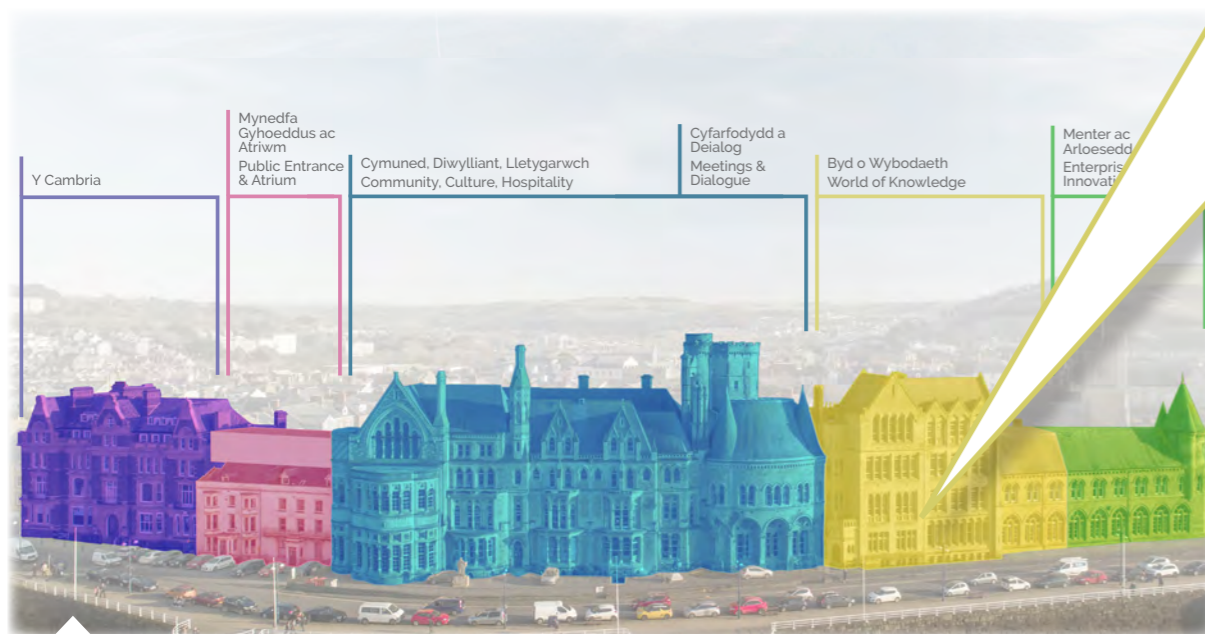 Y Cambria
Mynedfa
Gyhoeddus ac
Atriwm
Public Entrance
& Atrium
Cymuned, Diwylliant, Lletygarwch
Community, Culture, Hospitality
Cyfarfodydd a
Deialog
Meetings &
Dialogue
Byd o Wybodaeth
World of Knowledge
Menter ac
Arloesedd